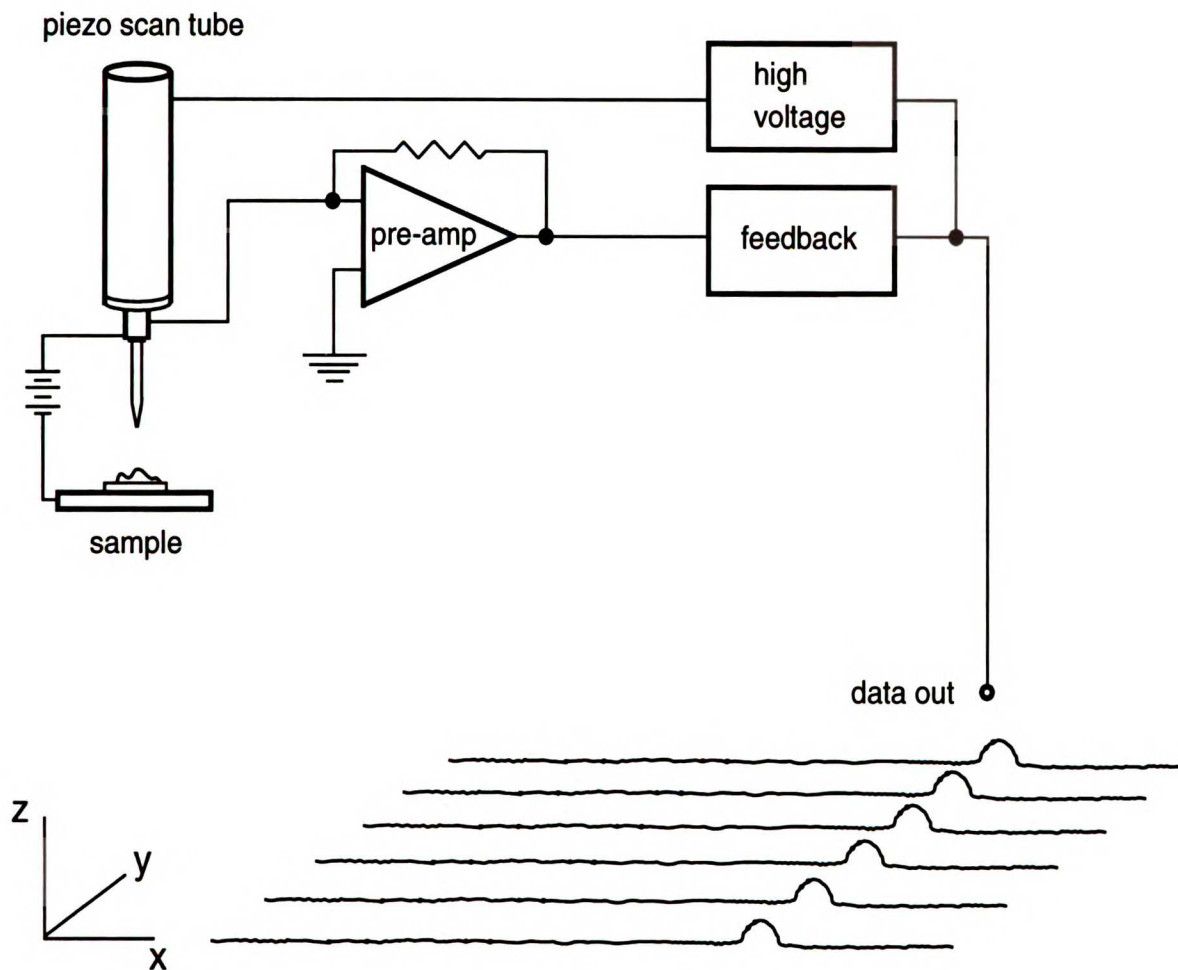 piezo scan tube
high
voltage
pre-amp
feedback
sample
data out
z
y
x